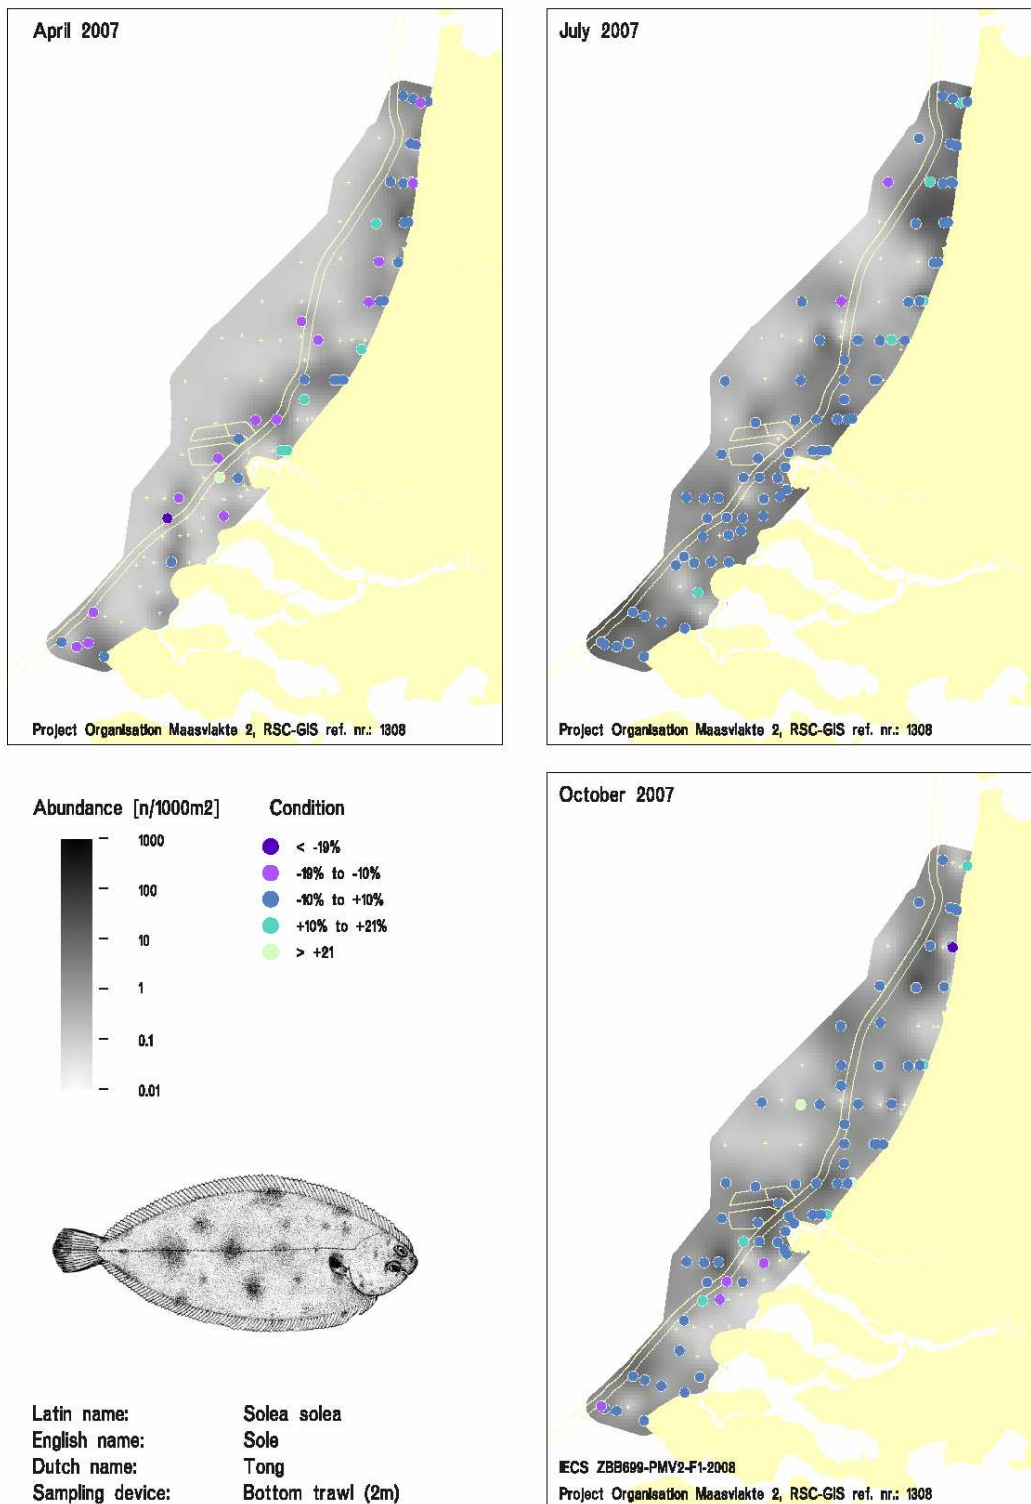 April 2007
Project Organisation Maasvlakte 2, RSC-GIS ref. nr.: 1308
July 2007
Project Organisation Maasvlakte 2, RSC-GIS ref. nr.: 1308
Abundance [n/1000m2]
1000
100
10
1
0.1
0.01
Condition
< -19%
-19% to -10%
-10% to +10%
+10% to +21%
> +21
October 2007
IECS ZBB699-PMV2-F1-2008
Project Organisation Maasvlakte 2, RSC-GIS ref. nr.: 1308
Latin name: Solea solea
English name: Sole
Dutch name: Tong
Sampling device: Bottom trawl (2m)